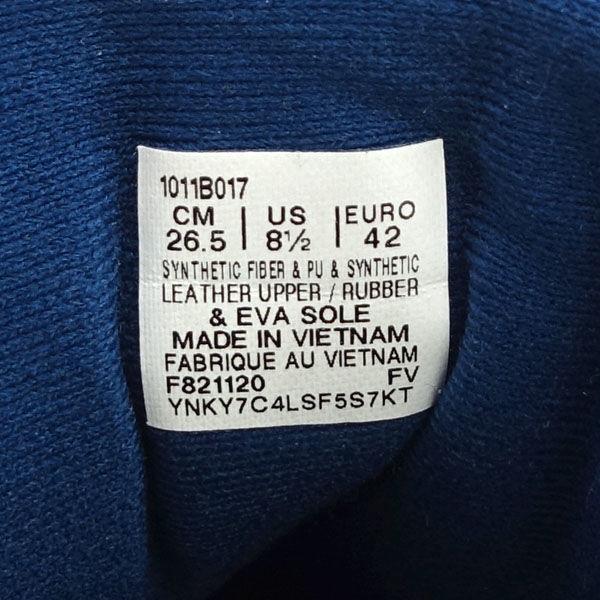 1011B017
CM | US | EURO
26.5 | 8½ | 42
SYNTHETIC FIBER & PU & SYNTHETIC
LEATHER UPPER / RUBBER
& EVA SOLE
MADE IN VIETNAM
FABRIQUE AU VIETNAM
F821120 FV
YNKY7C4LSF5S7KT